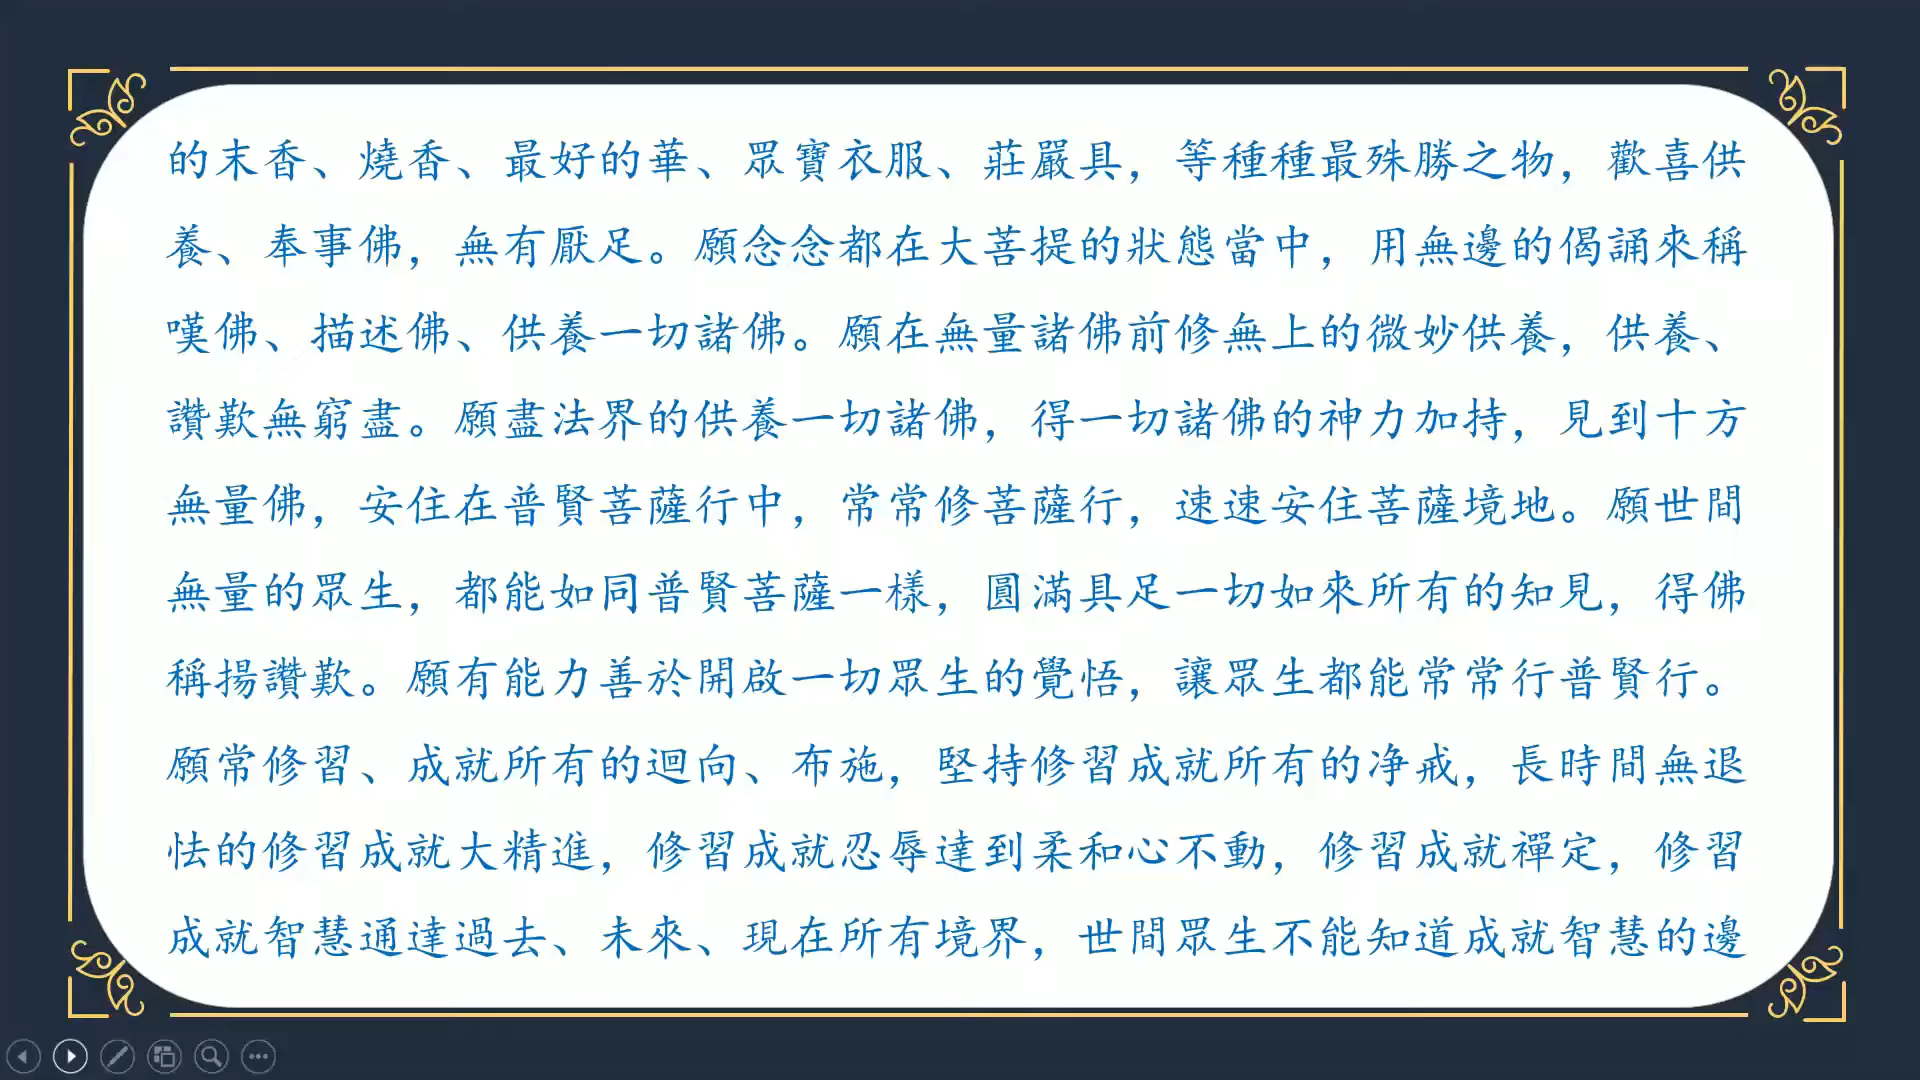 的末香、燒香、最好的華、眾寶衣服、莊嚴具，等種種最殊勝之物，歡喜供
養、奉事佛，無有厭足。願念念都在大菩提的狀態當中，用無邊的偈誦來稱
嘆佛、描述佛、供養一切諸佛。願在無量諸佛前修無上的微妙供養，供養、
讚歎無窮盡。願盡法界的供養一切諸佛，得一切諸佛的神力加持，見到十方
無量佛，安住在普賢菩薩行中，常常修菩薩行，速速安住菩薩境地。願世間
無量的眾生，都能如同普賢菩薩一樣，圓滿具足一切如來所有的知見，得佛
稱揚讚歎。願有能力善於開啟一切眾生的覺悟，讓眾生都能常常行普賢行。
願常修習、成就所有的迴向、布施，堅持修習成就所有的净戒，長時間無退
怯的修習成就大精進，修習成就忍辱達到柔和心不動，修習成就禪定，修習
成就智慧通達過去、未來、現在所有境界，世間眾生不能知道成就智慧的邊